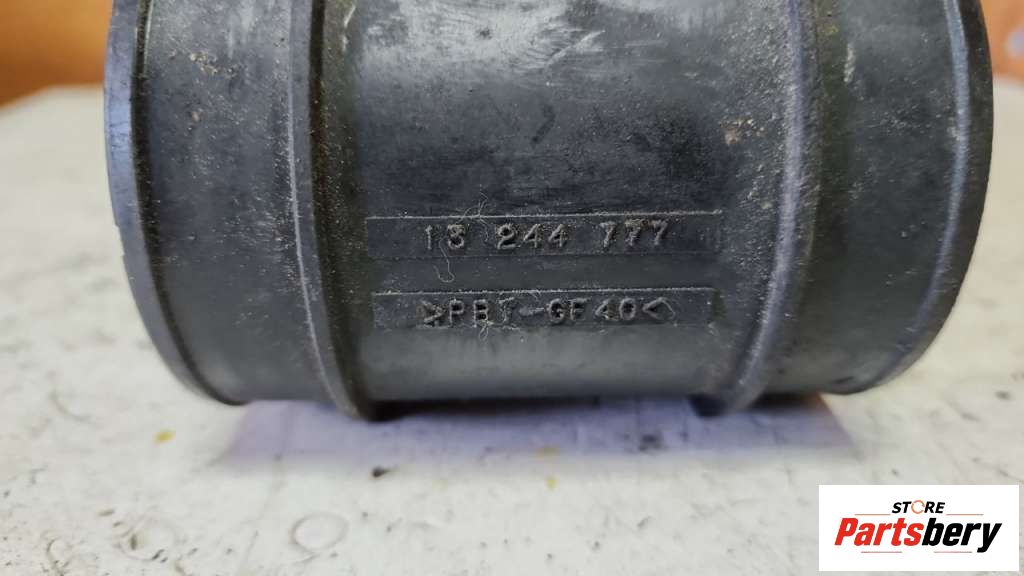 13 244 777
>PBT-GF40<
STORE
Partsbery